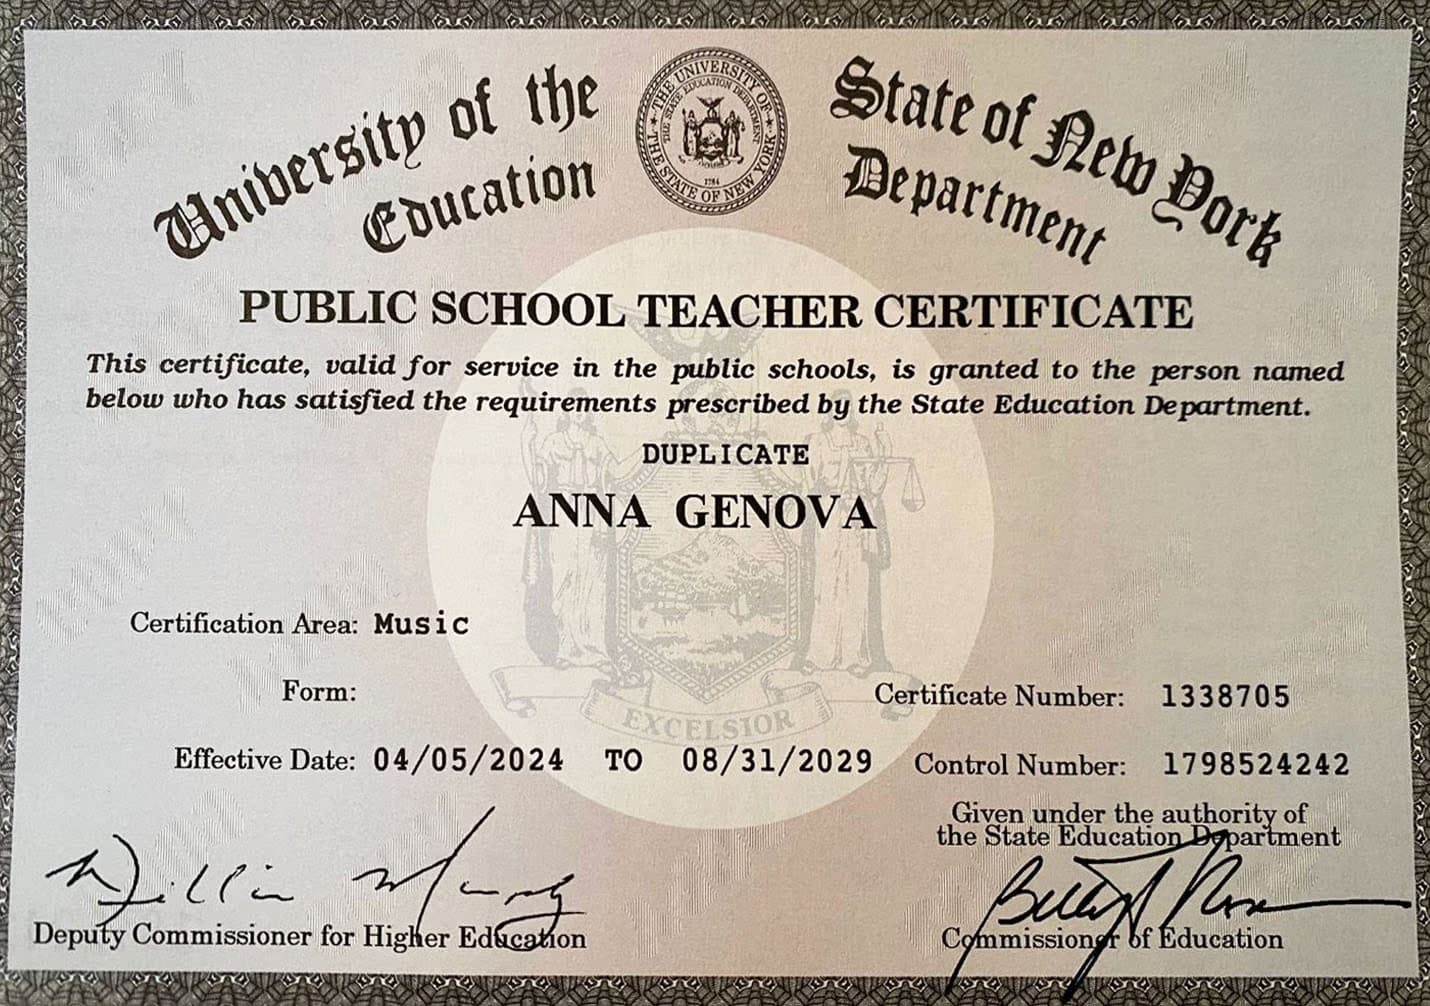 University of the State of New York
Education Department
THE UNIVERSITY OF THE STATE OF NEW YORK
THE STATE EDUCATION DEPARTMENT
1784
PUBLIC SCHOOL TEACHER CERTIFICATE
This certificate, valid for service in the public schools, is granted to the person named
below who has satisfied the requirements prescribed by the State Education Department.
DUPLICATE
ANNA GENOVA
Certification Area: Music
Form:
Certificate Number: 1338705
EXCELSIOR
Effective Date: 04/05/2024 TO 08/31/2029
Control Number: 1798524242
Given under the authority of
the State Education Department
William Murphy
Betty A. Rosa
Deputy Commissioner for Higher Education
Commissioner of Education